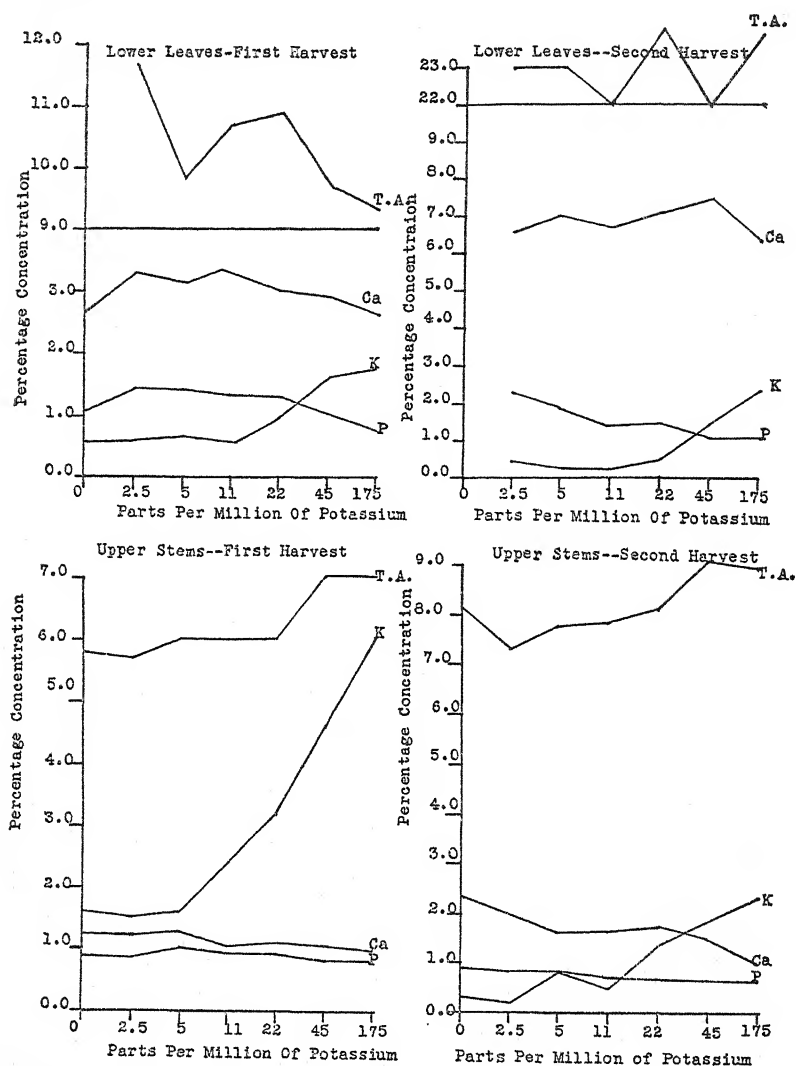 Lower Leaves-First Harvest
12.0
11.0
10.0
9.0
3.0
2.0
1.0
0.0
Percentage Concentration
T.A.
Ca
K
P
0 2.5 5 11 22 45 175
Parts Per Million Of Potassium
Lower Leaves--Second Harvest
T.A.
23.0
22.0
9.0
8.0
7.0
6.0
3.0
2.0
1.0
0.0
Percentage Concentration
Ca
K
P
0 2.5 5 11 22 45 175
Parts Per Million Of Potassium
Upper Stems--First Harvest
7.0
6.0
5.0
4.0
3.0
2.0
1.0
0.0
Percentage Concentration
T.A.
K
Ca
P
0 2.5 5 11 22 45 175
Parts Per Million Of Potassium
Upper Stems--Second Harvest
9.0
8.0
7.0
6.0
5.0
4.0
3.0
2.0
1.0
0.0
Percentage Concentration
T.A.
K
Ca
P
0 2.5 5 11 22 45 175
Parts Per Million of Potassium